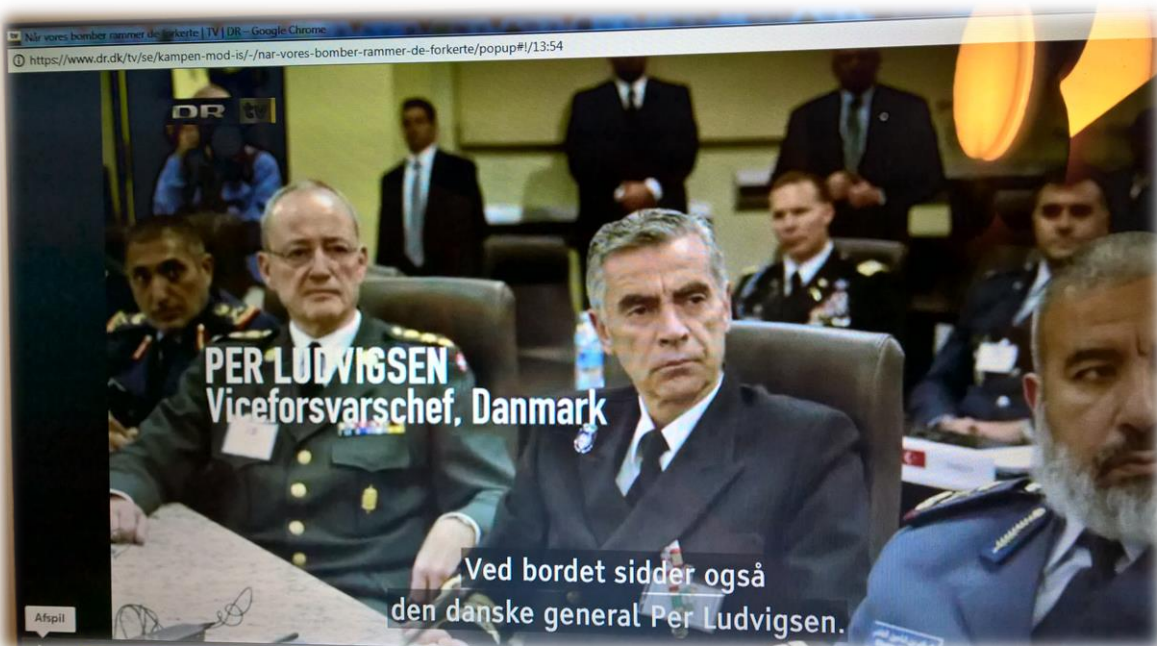 Når vores bomber rammer de forkerte | TV | DR - Google Chrome
https://www.dr.dk/tv/se/kampen-mod-is/-/nar-vores-bomber-rammer-de-forkerte/popup#!/13:54
DR tv
PER LUDVIGSEN
Viceforsvarschef, Danmark
Ved bordet sidder også
den danske general Per Ludvigsen.
Afspil